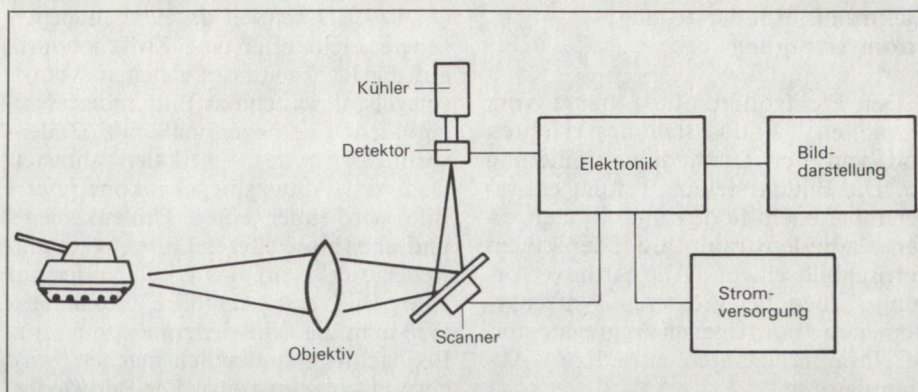 Kühler
Detektor
Elektronik
Bild-
darstellung
Strom-
versorgung
Scanner
Objektiv